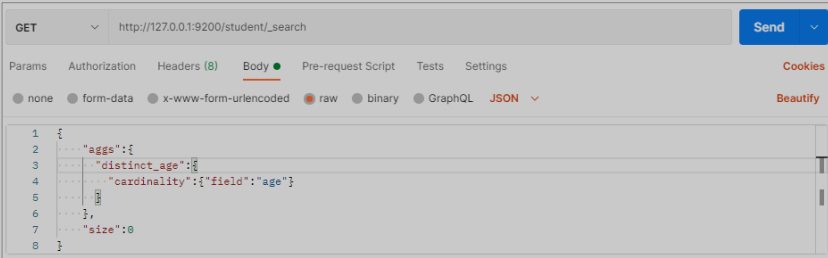 GET http://127.0.0.1:9200/student/_search Send
Params Authorization Headers (8) Body Pre-request Script Tests Settings Cookies
none form-data x-www-form-urlencoded raw binary GraphQL JSON Beautify
1 {
2 "aggs":{
3 "distinct_age":{
4 "cardinality":{"field":"age"}
5 }
6 },
7 "size":0
8 }